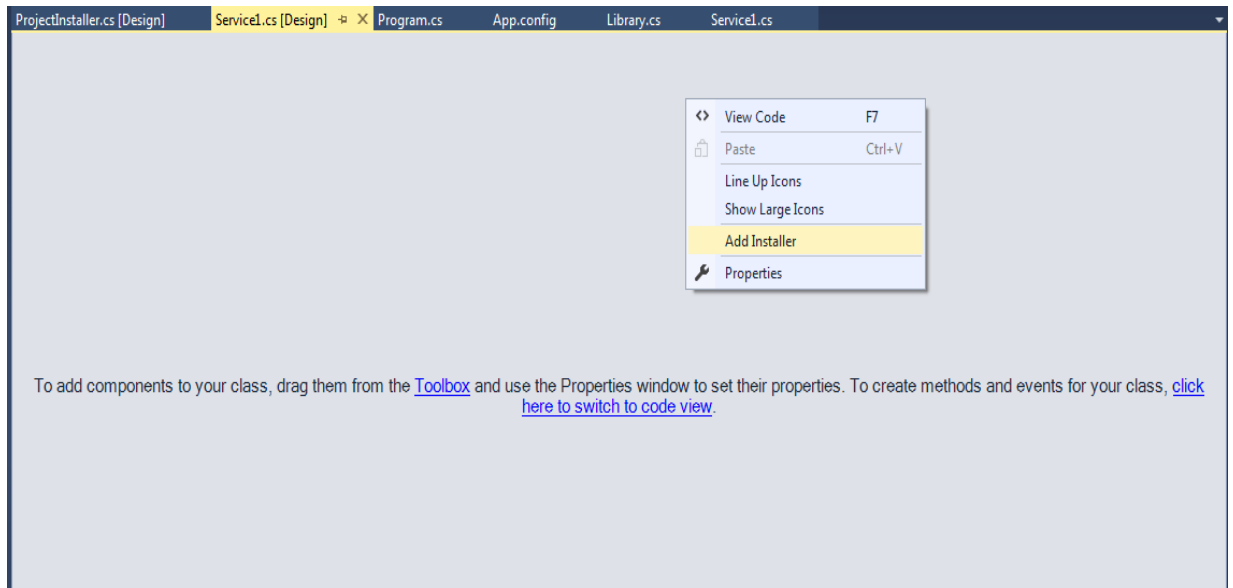 ProjectInstaller.cs [Design] Service1.cs [Design] Program.cs App.config Library.cs Service1.cs
View Code F7
Paste Ctrl+V
Line Up Icons
Show Large Icons
Add Installer
Properties
To add components to your class, drag them from the Toolbox and use the Properties window to set their properties. To create methods and events for your class, click
here to switch to code view.